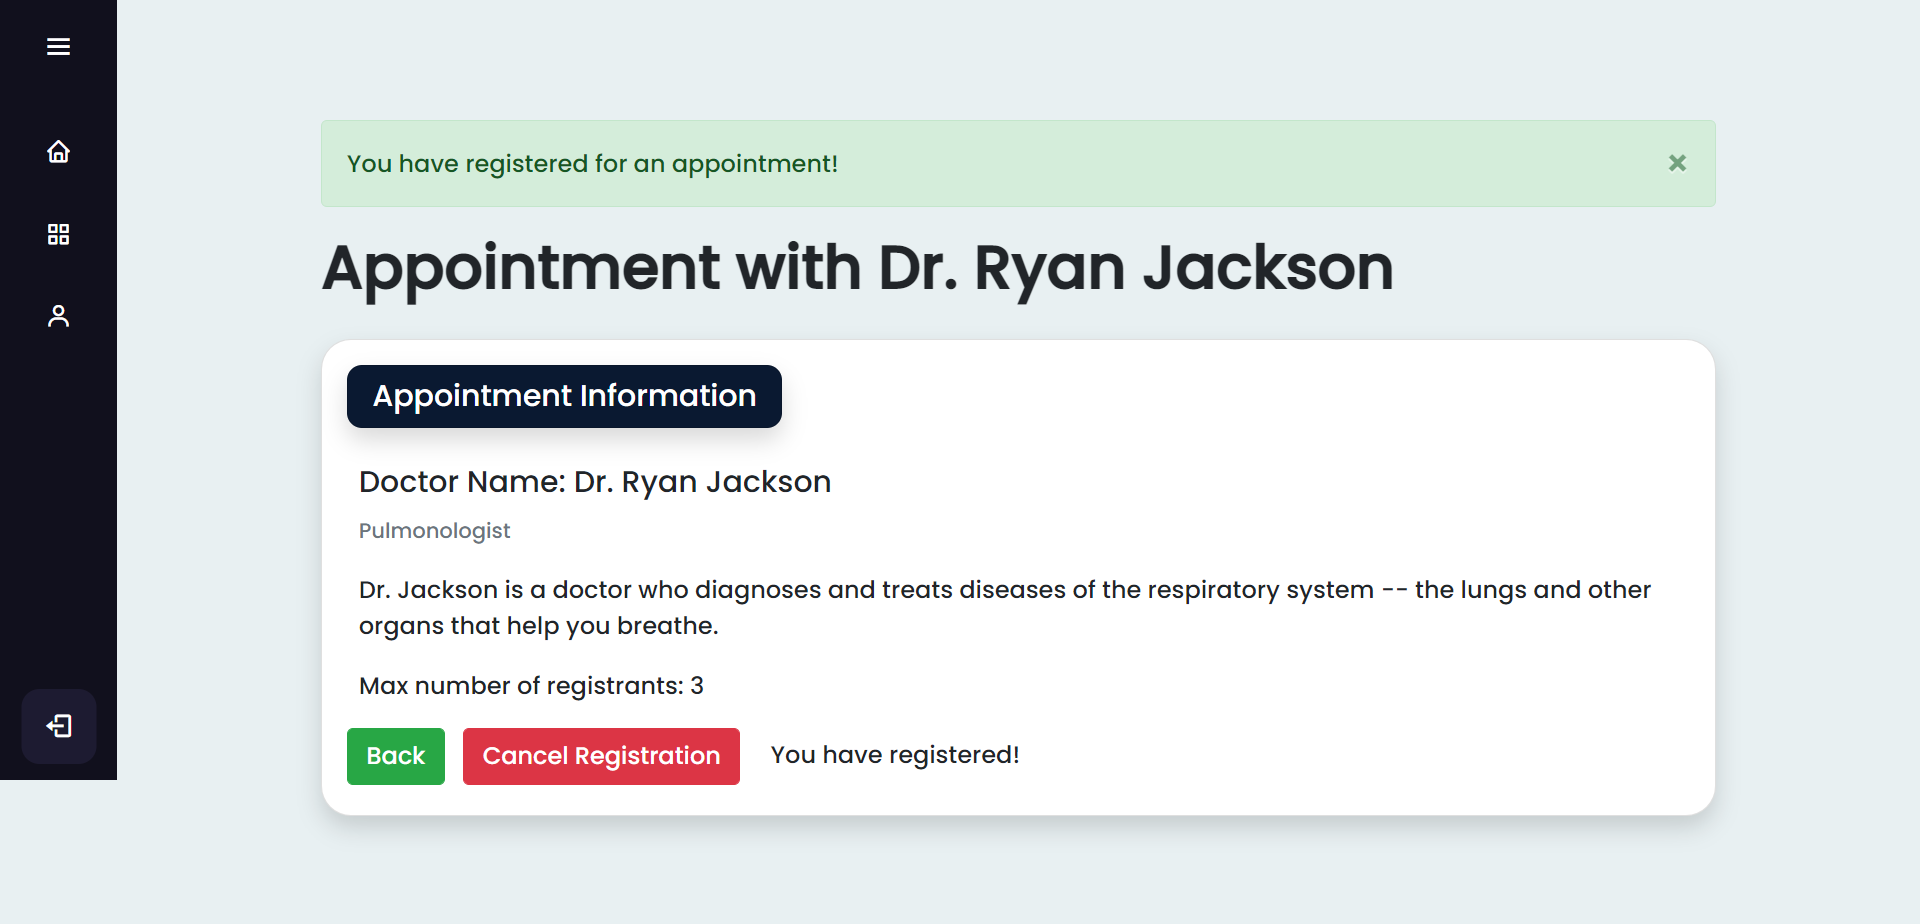 You have registered for an appointment!
Appointment with Dr. Ryan Jackson
Appointment Information
Doctor Name: Dr. Ryan Jackson
Pulmonologist
Dr. Jackson is a doctor who diagnoses and treats diseases of the respiratory system -- the lungs and other
organs that help you breathe.
Max number of registrants: 3
Back Cancel Registration You have registered!